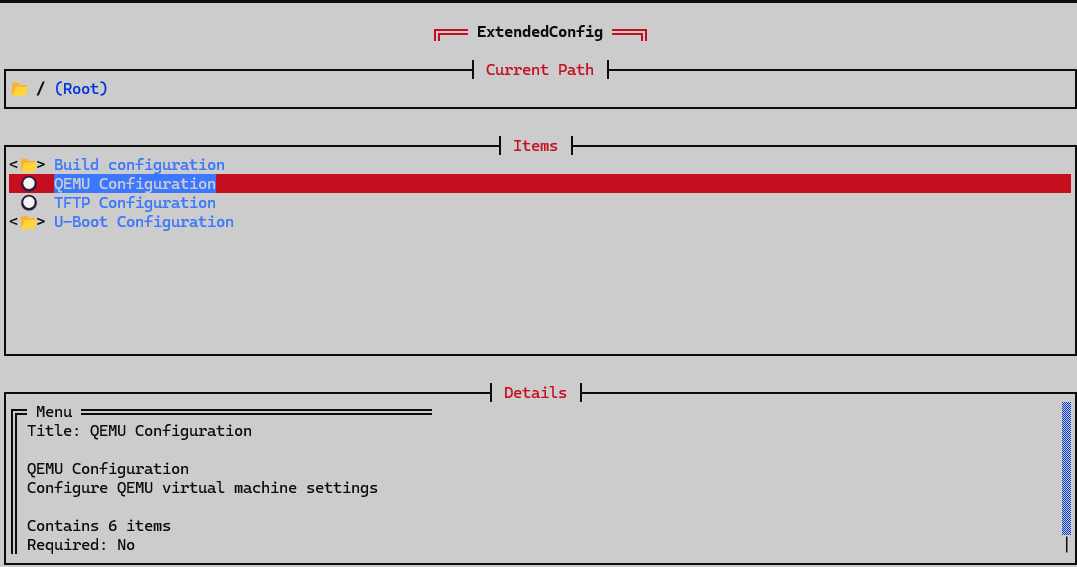 ExtendedConfig
Current Path
/ (Root)
Items
< > Build configuration
QEMU Configuration
TFTP Configuration
< > U-Boot Configuration
Details
Menu
Title: QEMU Configuration
QEMU Configuration
Configure QEMU virtual machine settings
Contains 6 items
Required: No